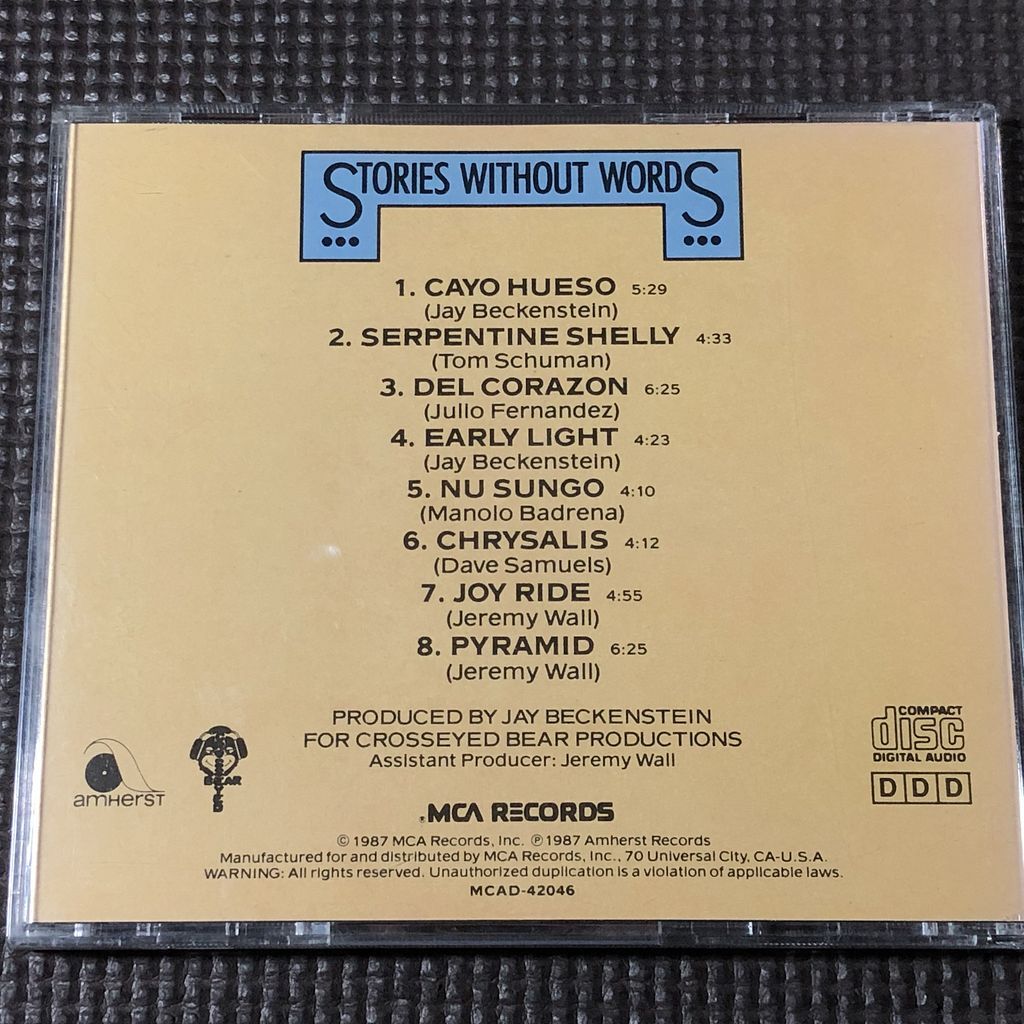 STORIES WITHOUT WORDS
1. CAYO HUESO 5:29
(Jay Beckenstein)
2. SERPENTINE SHELLY 4:33
(Tom Schuman)
3. DEL CORAZON 6:25
(Julio Fernandez)
4. EARLY LIGHT 4:23
(Jay Beckenstein)
5. NU SUNGO 4:10
(Manolo Badrena)
6. CHRYSALIS 4:12
(Dave Samuels)
7. JOY RIDE 4:55
(Jeremy Wall)
8. PYRAMID 6:25
(Jeremy Wall)
PRODUCED BY JAY BECKENSTEIN
FOR CROSSEYED BEAR PRODUCTIONS
Assistant Producer: Jeremy Wall
amHerST
BEAR
COMPACT
disc
DIGITAL AUDIO
DDD
MCA RECORDS
© 1987 MCA Records, Inc. ℗ 1987 Amherst Records
Manufactured for and distributed by MCA Records, Inc., 70 Universal City, CA-U.S.A.
WARNING: All rights reserved. Unauthorized duplication is a violation of applicable laws.
MCAD-42046